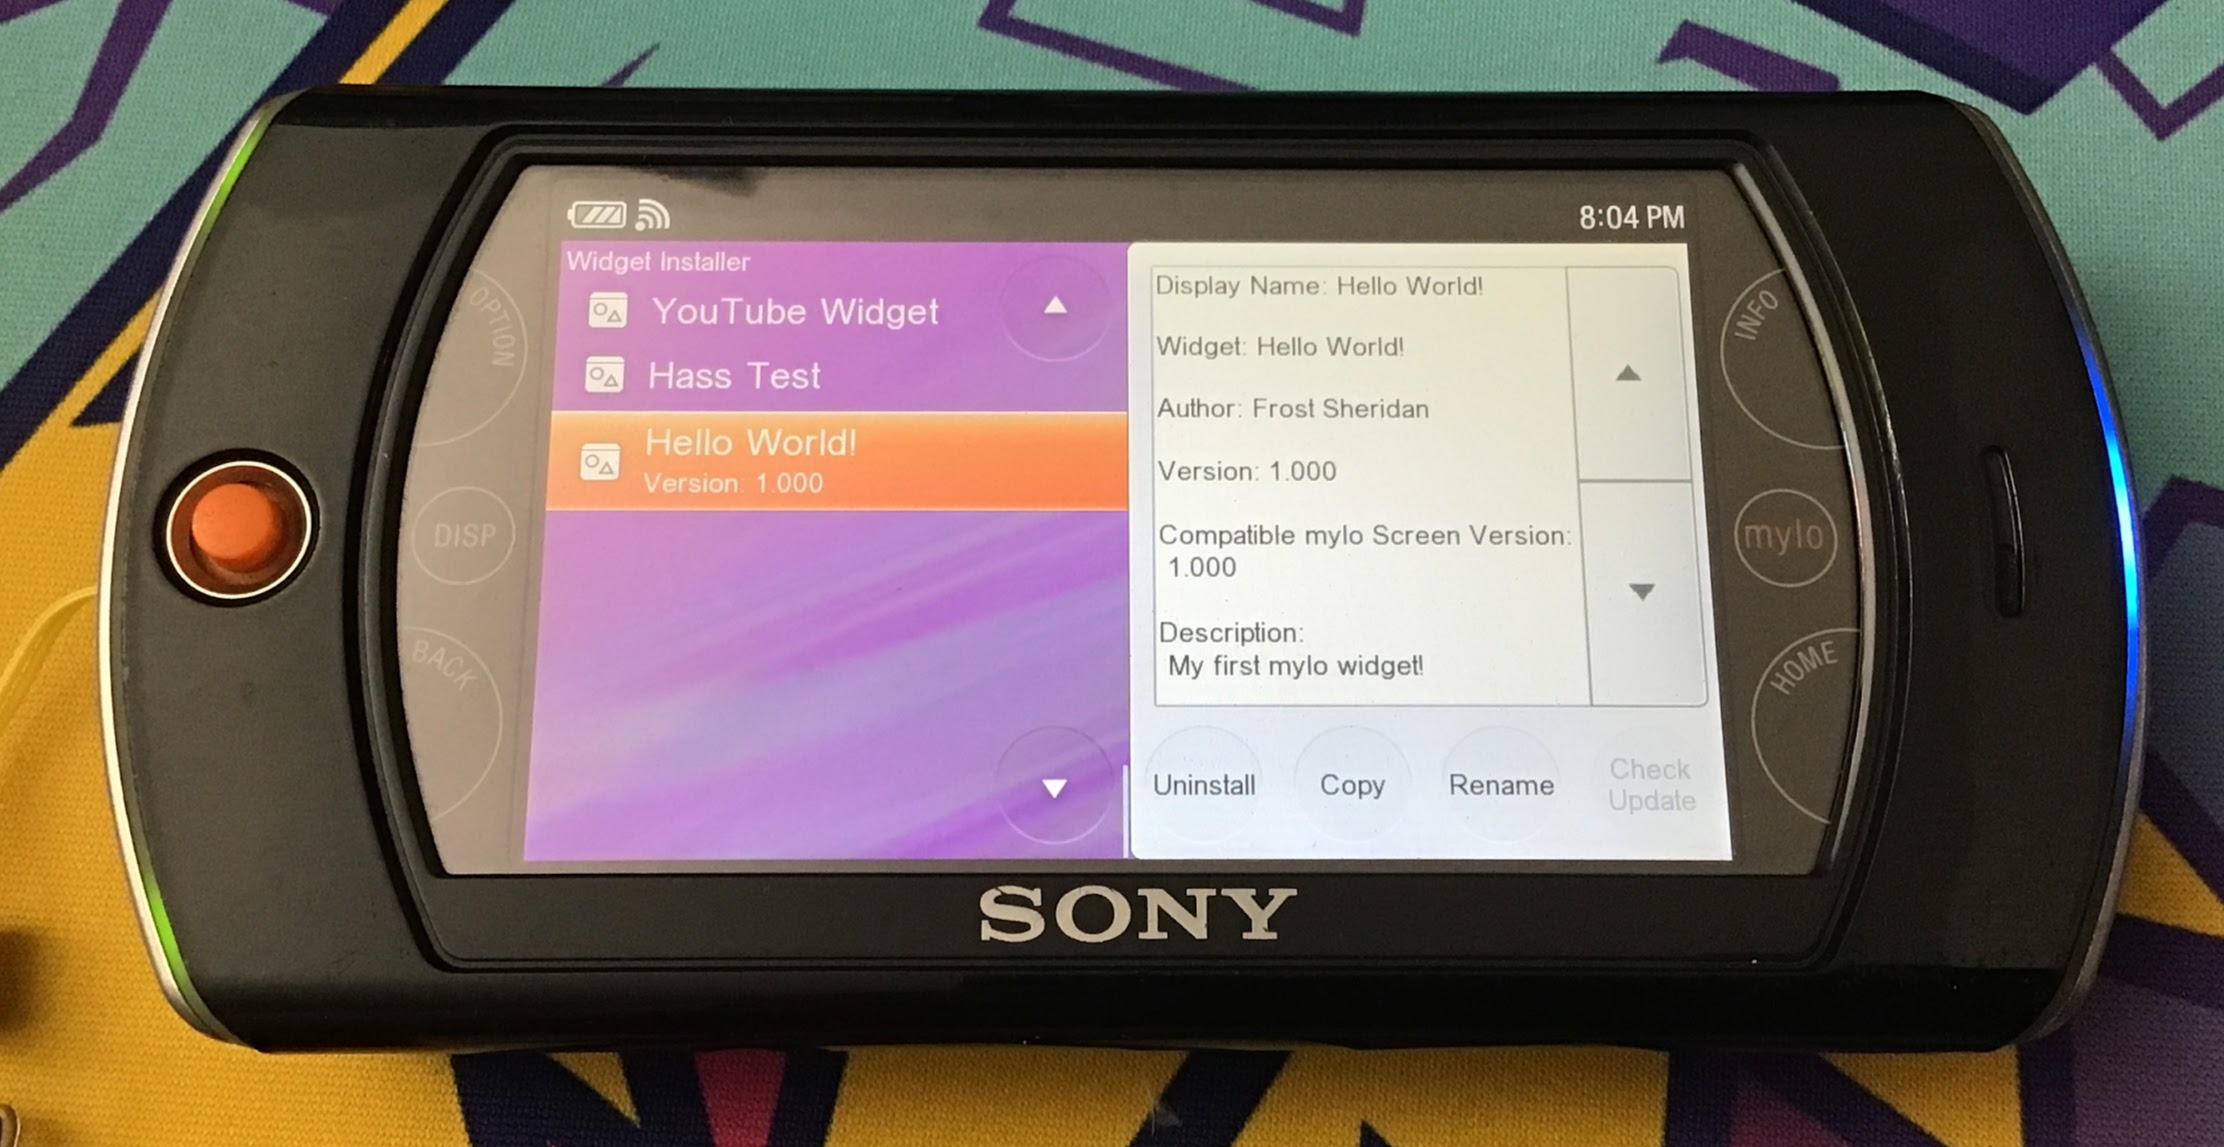 8:04 PM
Widget Installer
YouTube Widget
Hass Test
Hello World!
Version: 1.000
Display Name: Hello World!
Widget: Hello World!
Author: Frost Sheridan
Version: 1.000
Compatible mylo Screen Version:
1.000
Description:
My first mylo widget!
Uninstall
Copy
Rename
Check
Update
OPTION
DISP
BACK
INFO
mylo
HOME
SONY